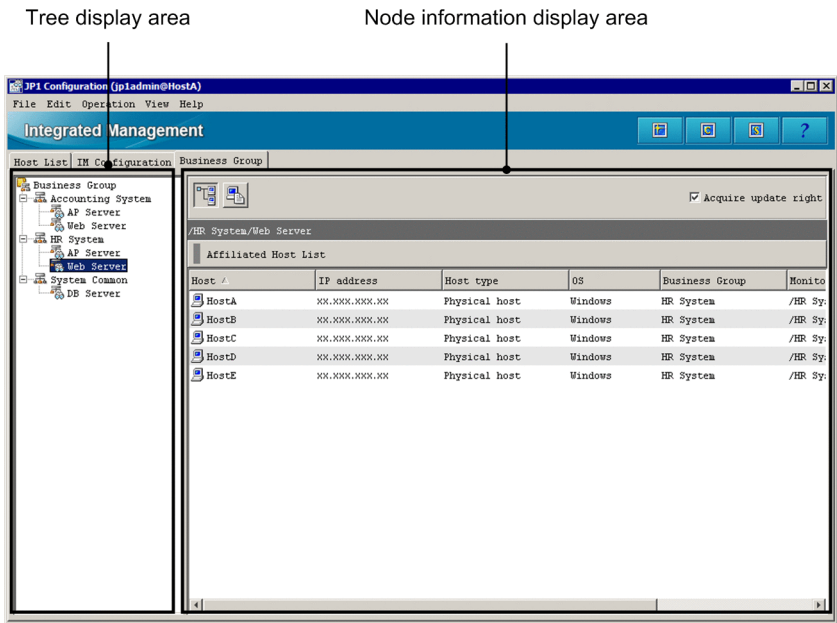 Tree display area Node information display area
JP1 Configuration (jp1admin@HostA)
File Edit Operation View Help
Integrated Management
?
Host List IM Configuration Business Group
Business Group
Accounting System
AP Server
Web Server
HR System
AP Server
Web Server
System Common
DB Server
Acquire update right
/HR System/Web Server
Affiliated Host List
Host IP address Host type OS Business Group Monito
HostA xx.xxx.xxx.xx Physical host Windows HR System /HR Sy
HostB xx.xxx.xxx.xx Physical host Windows HR System /HR Sy
HostC xx.xxx.xxx.xx Physical host Windows HR System /HR Sy
HostD xx.xxx.xxx.xx Physical host Windows HR System /HR Sy
HostE xx.xxx.xxx.xx Physical host Windows HR System /HR Sy